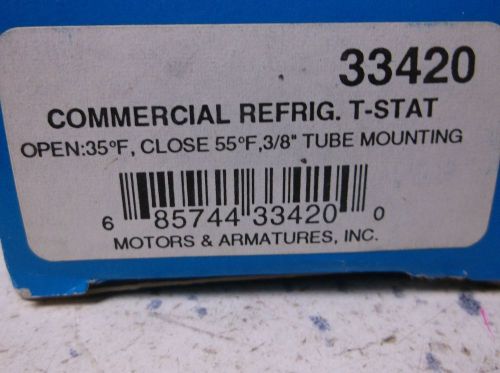 33420
COMMERCIAL REFRIG. T-STAT
OPEN:35°F, CLOSE 55°F,3/8" TUBE MOUNTING
6 85744 33420 0
MOTORS & ARMATURES, INC.